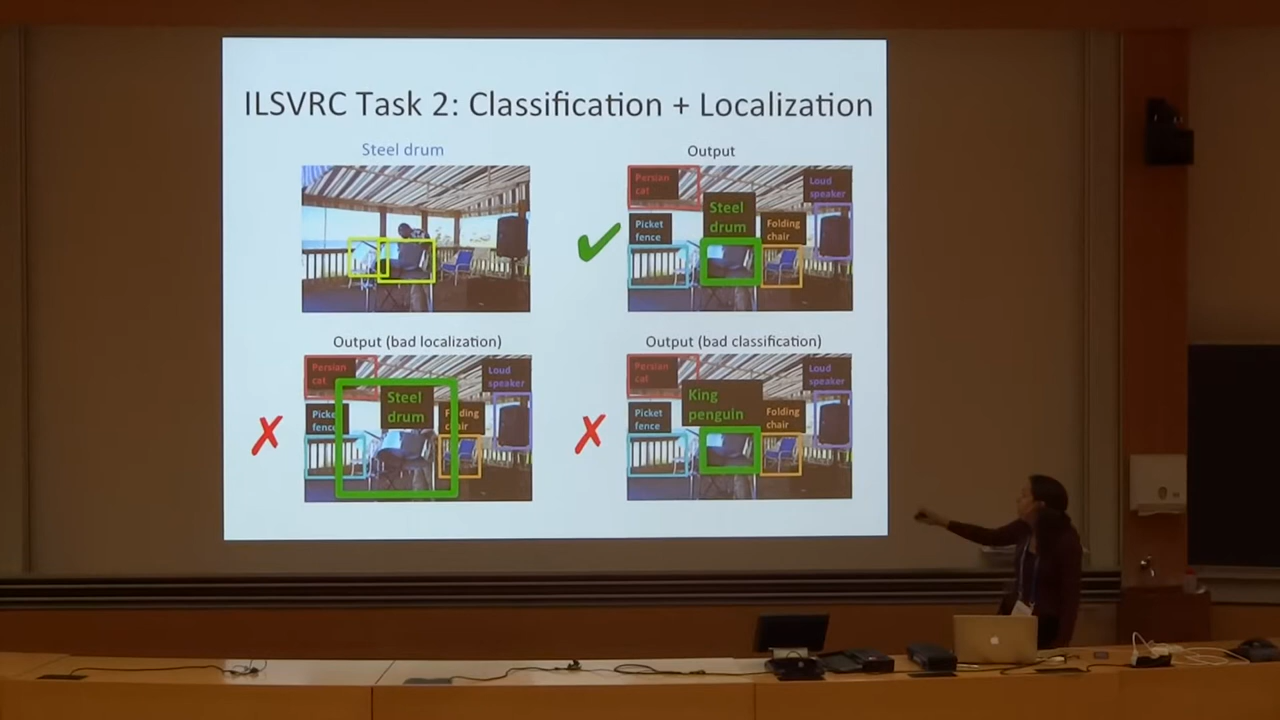 ILSVRC Task 2: Classification + Localization
Steel drum
Output
Persian
cat
Loud
speaker
Steel
drum
Picket
fence
Folding
chair
Output (bad localization)
Output (bad classification)
Persian
cat
Loud
speaker
Steel
drum
Picke
fence
Folding
chair
Persian
cat
Loud
speaker
King
penguin
Picket
fence
Folding
chair